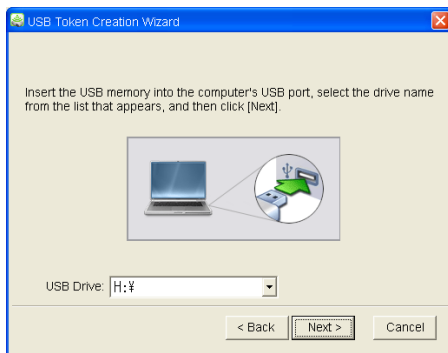 USB Token Creation Wizard
Insert the USB memory into the computer's USB port, select the drive name
from the list that appears, and then click [Next].
USB Drive: H:¥
< Back Next > Cancel